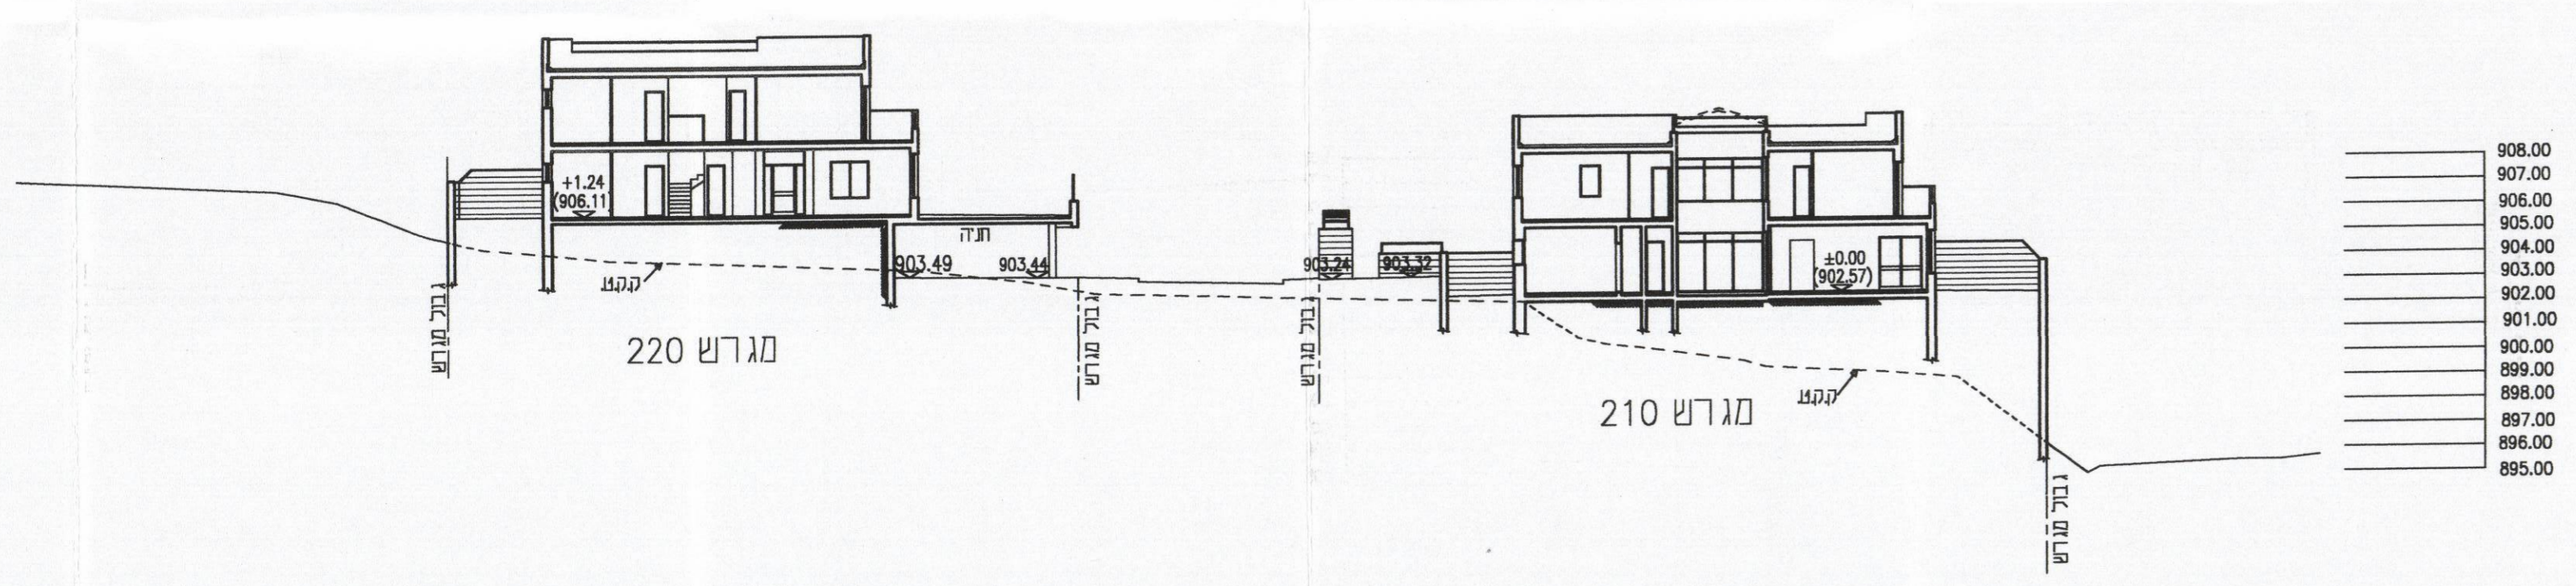 +1.24
(906.11)
חניה
903.49
903.44
ק.ק.ט.
גבול מגרש
מגרש 220
גבול מגרש
903.24
903.32
גבול מגרש
±0.00
(902.57)
ק.ק.ט.
מגרש 210
גבול מגרש
908.00
907.00
906.00
905.00
904.00
903.00
902.00
901.00
900.00
899.00
898.00
897.00
896.00
895.00